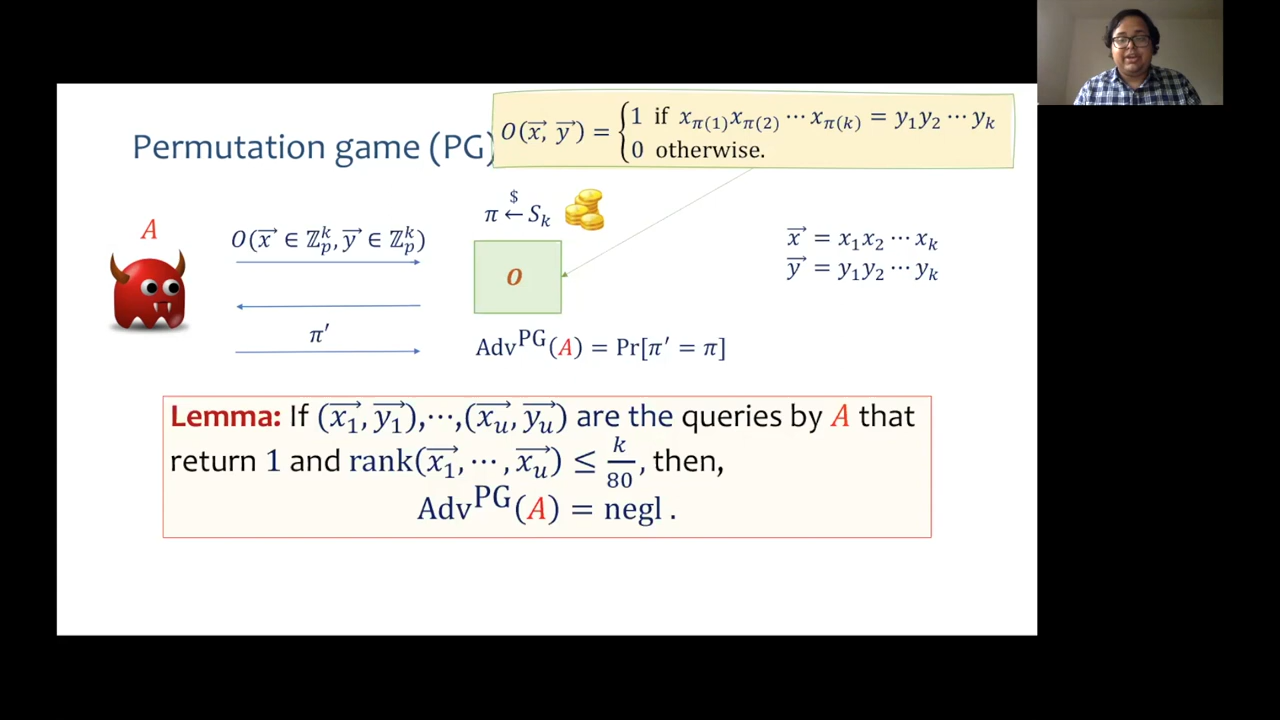 Permutation game (PG)
O(x⃗, y⃗) = {1 if x_{π(1)}x_{π(2)} ⋯ x_{π(k)} = y_1y_2 ⋯ y_k
0 otherwise.
π $← S_k
A
O(x⃗ ∈ ℤ_p^k, y⃗ ∈ ℤ_p^k)
x⃗ = x_1x_2 ⋯ x_k
y⃗ = y_1y_2 ⋯ y_k
O
π′
Adv^{PG}(A) = Pr[π′ = π]
Lemma: If (x⃗_1, y⃗_1),⋯,(x⃗_u, y⃗_u) are the queries by A that
return 1 and rank(x⃗_1, ⋯ , x⃗_u) ≤ k/80, then,
Adv^{PG}(A) = negl .